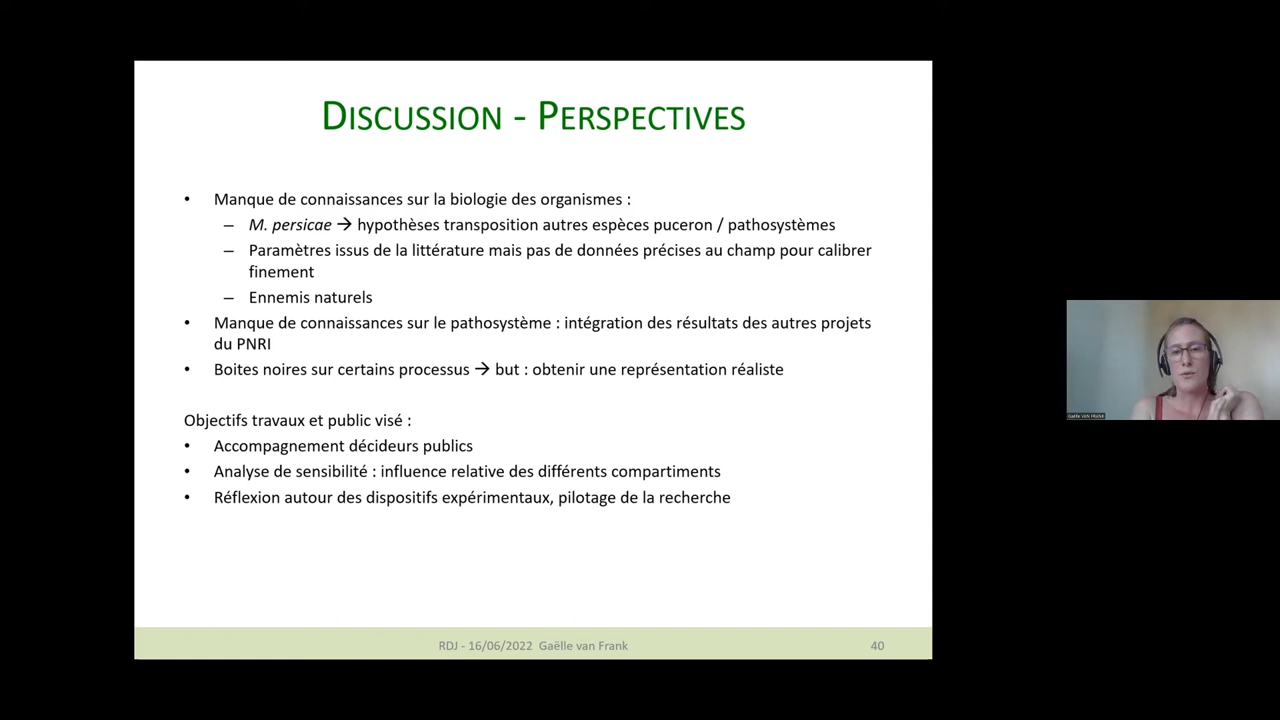 DISCUSSION - PERSPECTIVES
• Manque de connaissances sur la biologie des organismes :
– M. persicae → hypothèses transposition autres espèces puceron / pathosystèmes
– Paramètres issus de la littérature mais pas de données précises au champ pour calibrer
finement
– Ennemis naturels
• Manque de connaissances sur le pathosystème : intégration des résultats des autres projets
du PNRI
• Boites noires sur certains processus → but : obtenir une représentation réaliste
Objectifs travaux et public visé :
• Accompagnement décideurs publics
• Analyse de sensibilité : influence relative des différents compartiments
• Réflexion autour des dispositifs expérimentaux, pilotage de la recherche
RDJ - 16/06/2022 Gaëlle van Frank
40
Gaëlle VAN FRANK